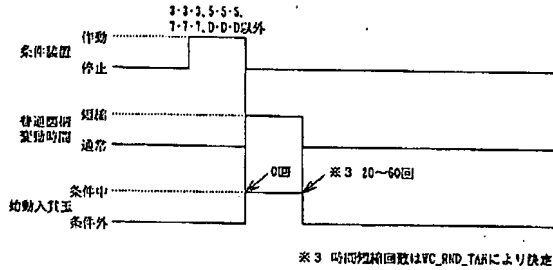 3·3·3、5·5·5、
7·7·7、D·D·D以外
作動
条件装置
停止
短縮
普通図柄
変動時間
通常
0回
※3 20~60回
条件中
始動入賞玉
条件外
※3 時間短縮回数はWC_RND_TANにより決定